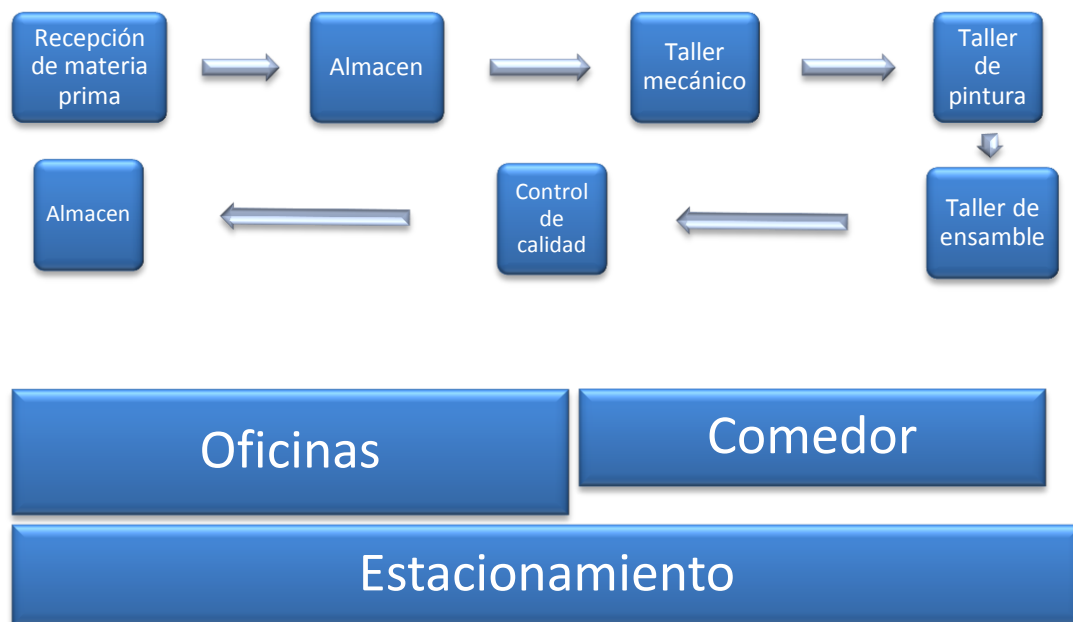 Recepción
de materia
prima
Almacen
Taller
mecánico
Taller
de
pintura
Almacen
Control
de
calidad
Taller de
ensamble
Oficinas
Comedor
Estacionamiento